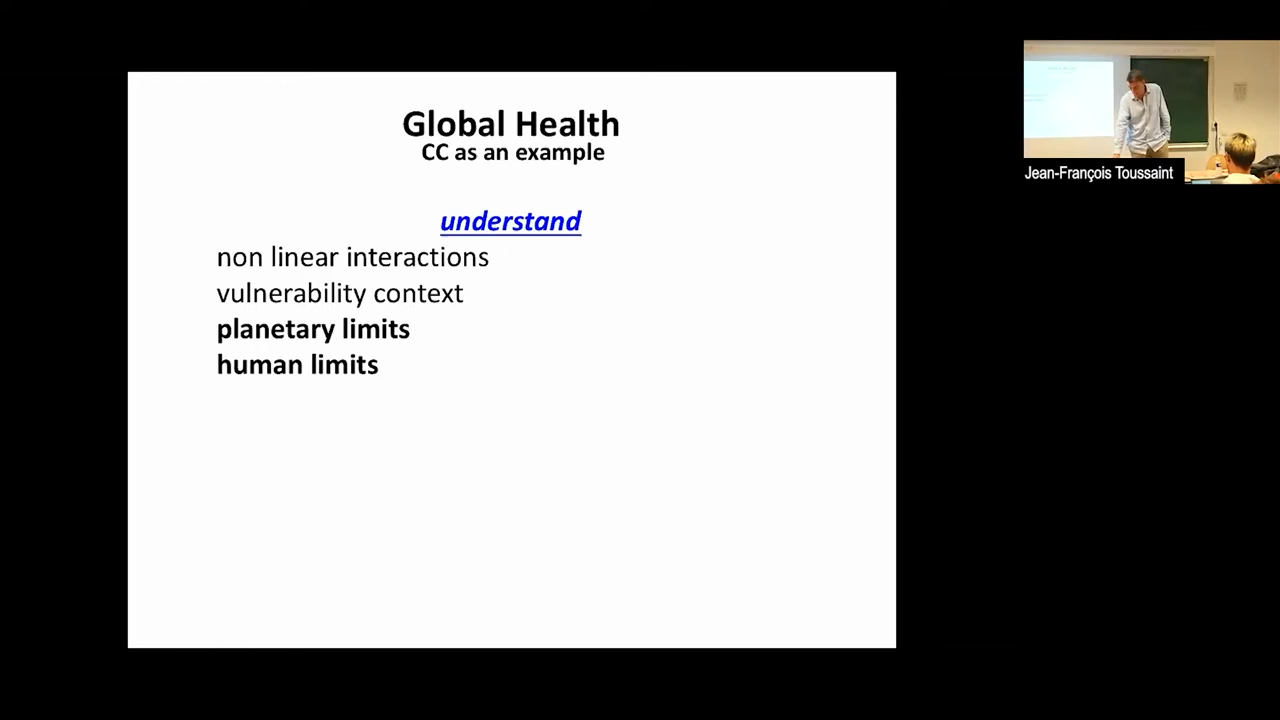 Global Health
CC as an example
understand
non linear interactions
vulnerability context
planetary limits
human limits
Jean-François Toussaint